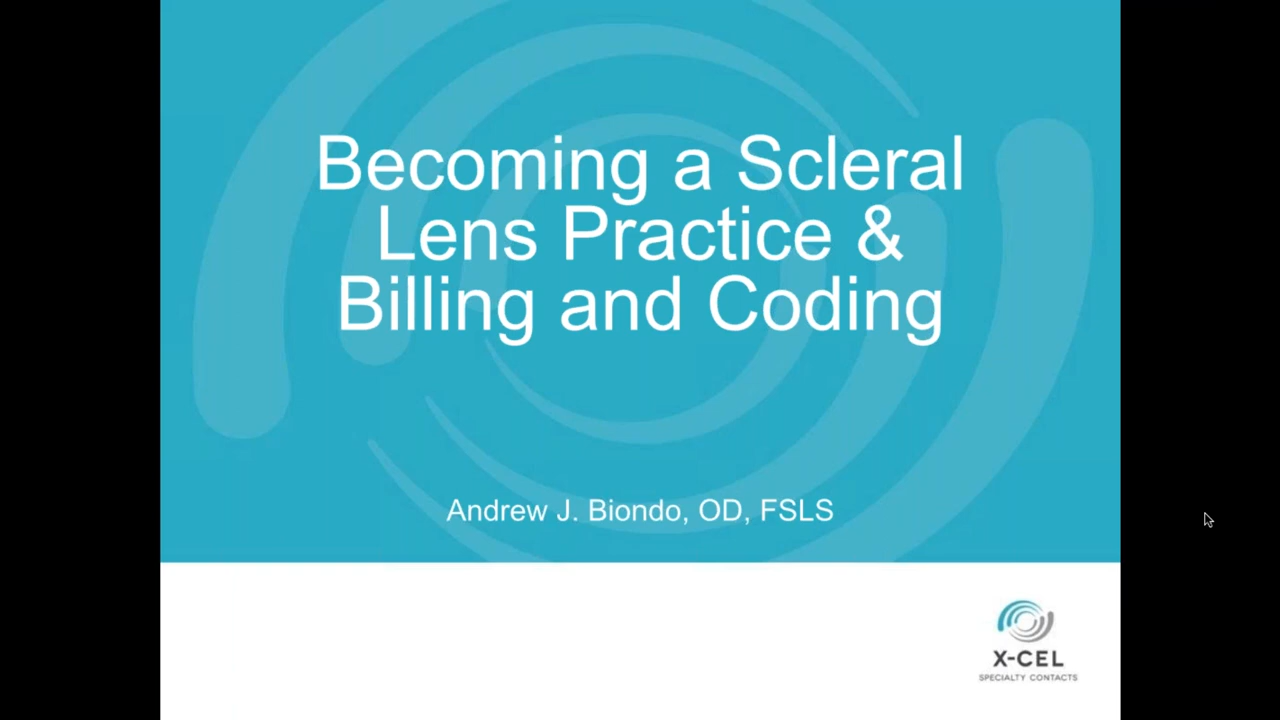 Becoming a Scleral
Lens Practice &
Billing and Coding
Andrew J. Biondo, OD, FSLS
X-CEL
SPECIALTY CONTACTS